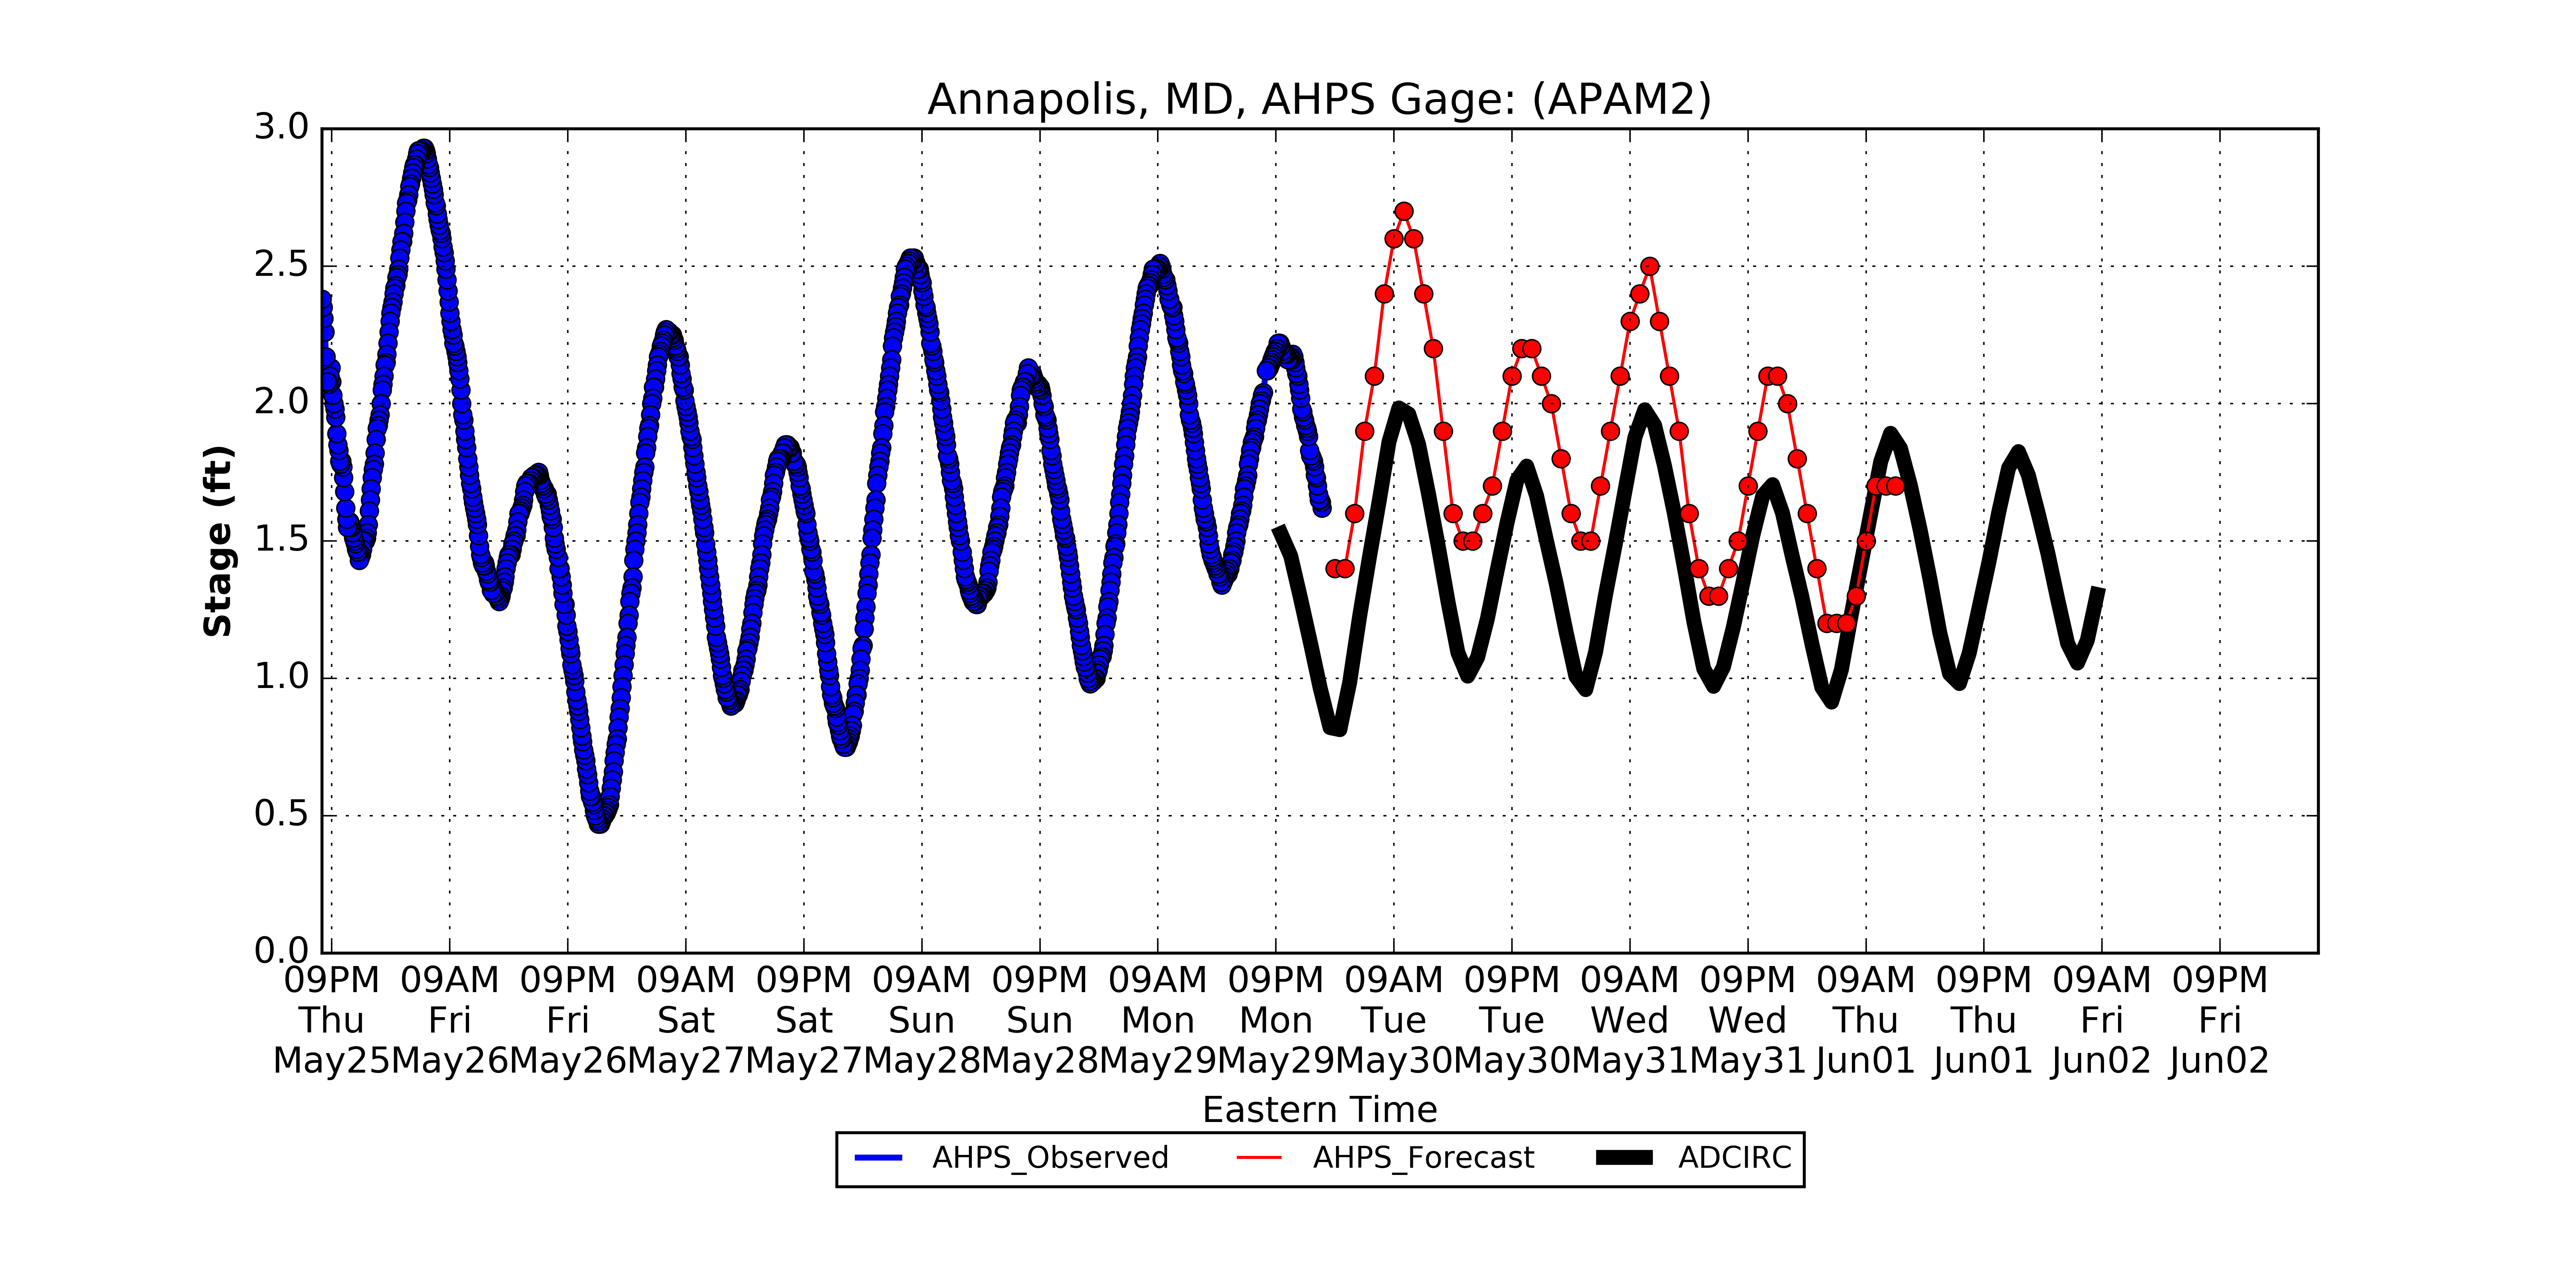 Annapolis, MD, AHPS Gage: (APAM2)
Stage (ft)
3.0
2.5
2.0
1.5
1.0
0.5
0.0
09PM 09AM 09PM 09AM 09PM 09AM 09PM 09AM 09PM 09AM 09PM 09AM 09PM 09AM 09PM 09AM 09PM
Thu Fri Fri Sat Sat Sun Sun Mon Mon Tue Tue Wed Wed Thu Thu Fri Fri
May25 May26 May26 May27 May27 May28 May28 May29 May29 May30 May30 May31 May31 Jun01 Jun01 Jun02 Jun02
Eastern Time
AHPS_Observed AHPS_Forecast ADCIRC